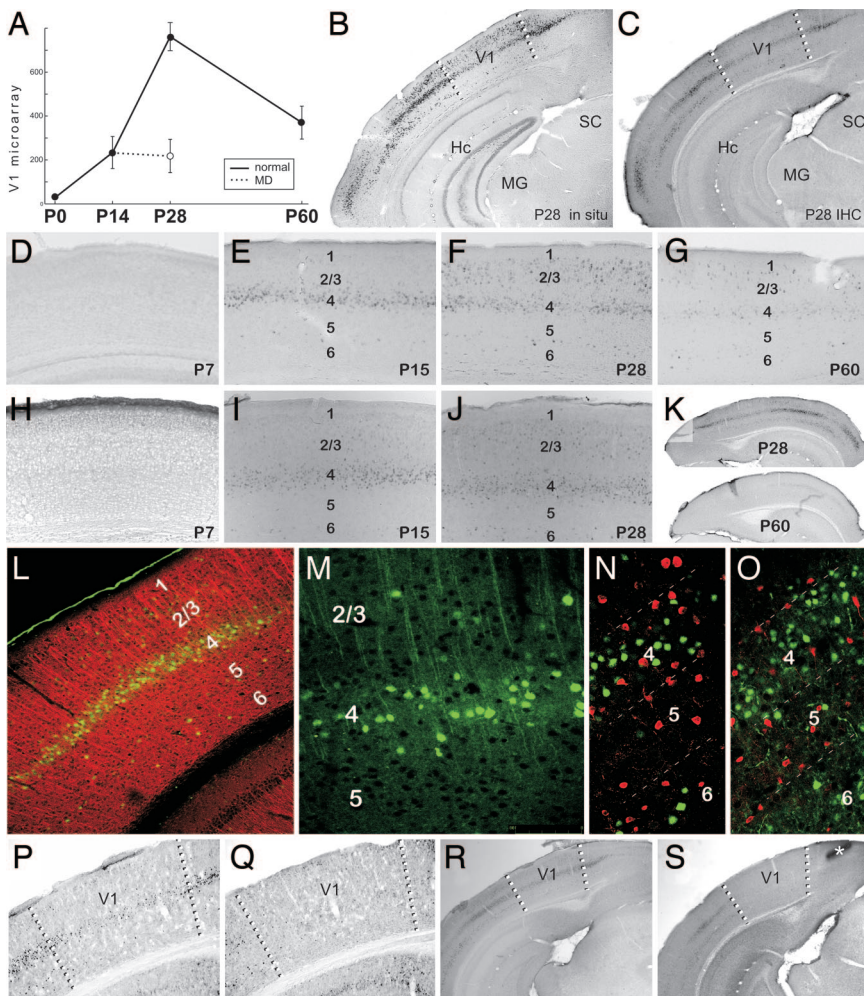 A
V1 microarray
600
400
200
0
P0
P14
P28
P60
normal
MD
B
V1
Hc
SC
MG
P28 in situ
C
V1
Hc
SC
MG
P28 IHC
D
P7
E
1
2/3
4
5
6
P15
F
1
2/3
4
5
6
P28
G
1
2/3
4
5
6
P60
H
P7
I
1
2/3
4
5
6
P15
J
1
2/3
4
5
6
P28
K
P28
P60
L
1
2/3
4
5
6
M
2/3
4
5
N
4
5
6
O
4
5
6
P
V1
Q
V1
R
V1
S
V1
*